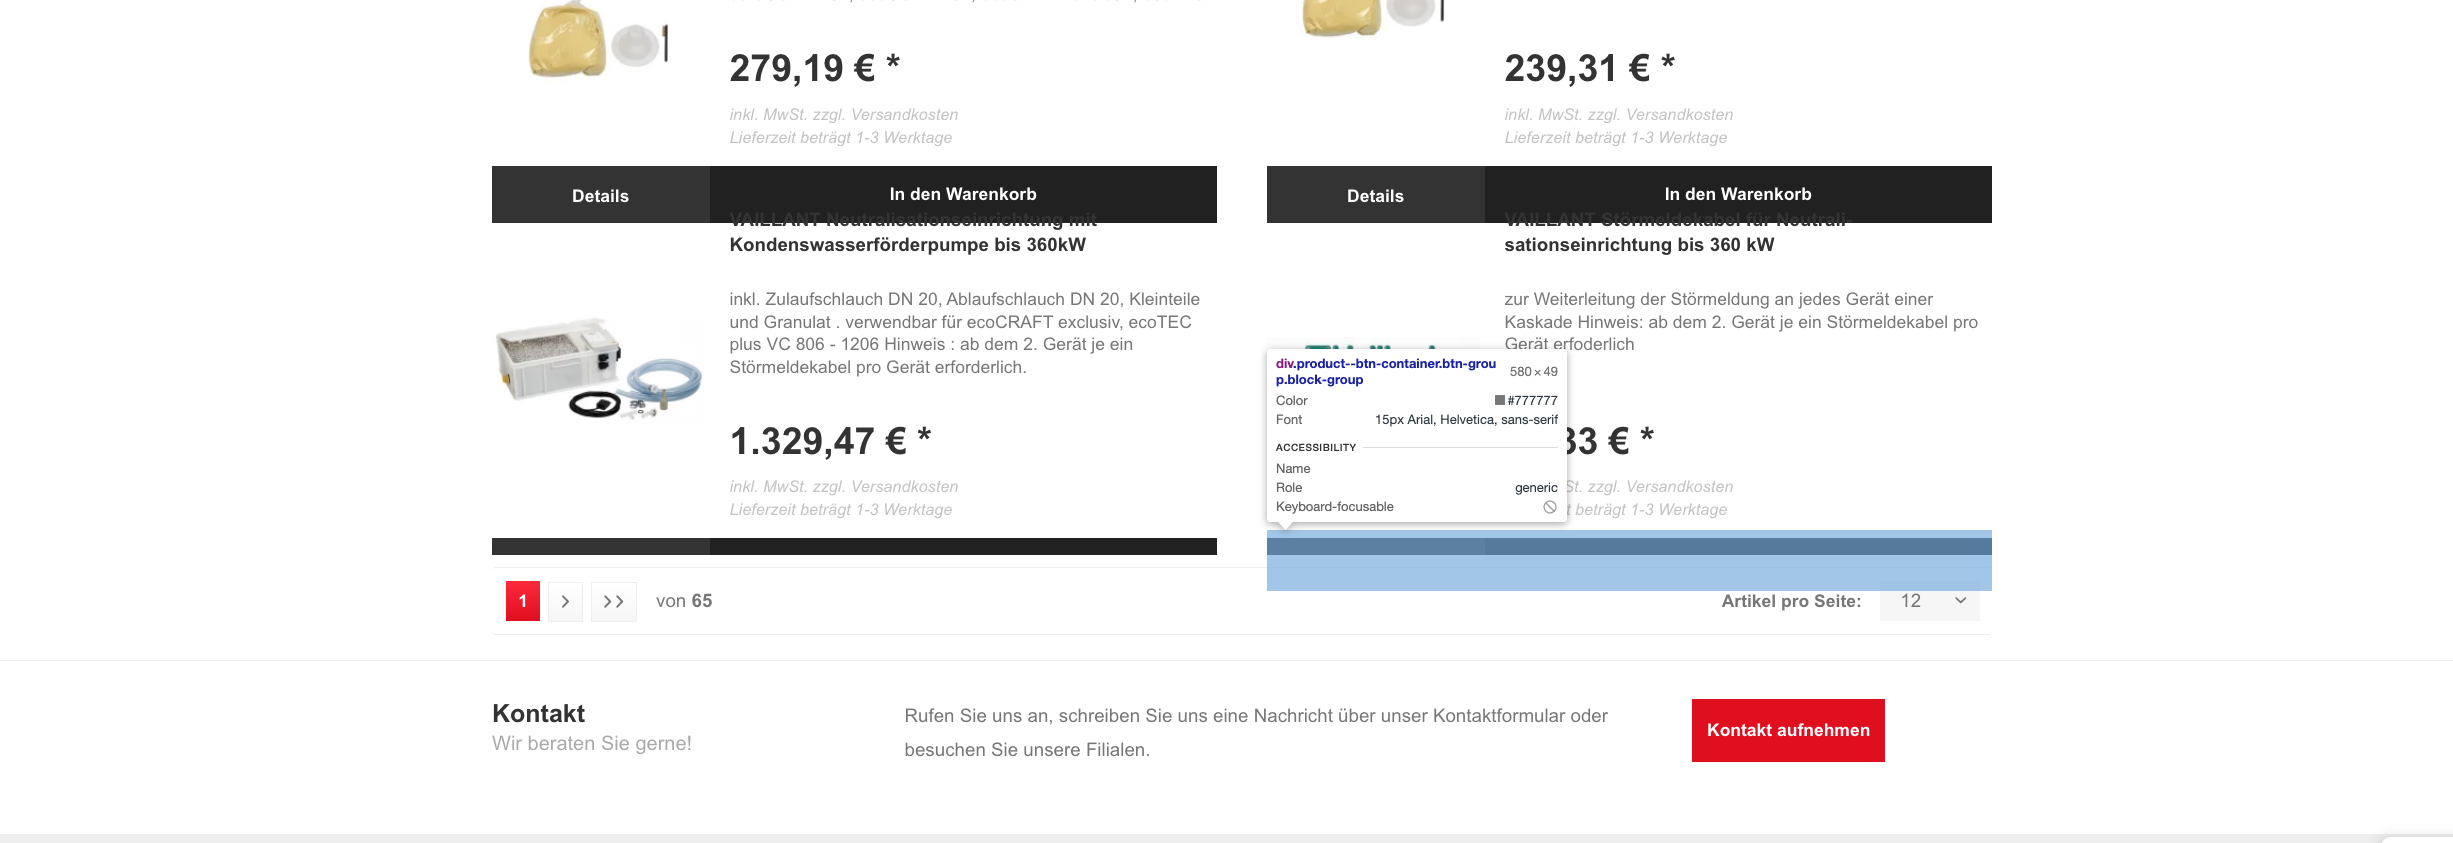 279,19 € *
inkl. MwSt. zzgl. Versandkosten
Lieferzeit beträgt 1-3 Werktage
Details
In den Warenkorb
239,31 € *
inkl. MwSt. zzgl. Versandkosten
Lieferzeit beträgt 1-3 Werktage
Details
In den Warenkorb
VAILLANT Neutralisationseinrichtung mit
Kondenswasserförderpumpe bis 360kW
inkl. Zulaufschlauch DN 20, Ablaufschlauch DN 20, Kleinteile
und Granulat . verwendbar für ecoCRAFT exclusiv, ecoTEC
plus VC 806 - 1206 Hinweis : ab dem 2. Gerät je ein
Störmeldekabel pro Gerät erforderlich.
1.329,47 € *
inkl. MwSt. zzgl. Versandkosten
Lieferzeit beträgt 1-3 Werktage
VAILLANT Störmeldekabel für Neutrali-
sationseinrichtung bis 360 kW
zur Weiterleitung der Störmeldung an jedes Gerät einer
Kaskade Hinweis: ab dem 2. Gerät je ein Störmeldekabel pro
Gerät erfoderlich
div.product--btn-container.btn-grou
p.block-group
580 × 49
Color
#777777
Font
15px Arial, Helvetica, sans-serif
ACCESSIBILITY
Name
Role
generic
Keyboard-focusable
33 € *
St. zzgl. Versandkosten
t beträgt 1-3 Werktage
1
von 65
Artikel pro Seite:
12
Kontakt
Wir beraten Sie gerne!
Rufen Sie uns an, schreiben Sie uns eine Nachricht über unser Kontaktformular oder
besuchen Sie unsere Filialen.
Kontakt aufnehmen